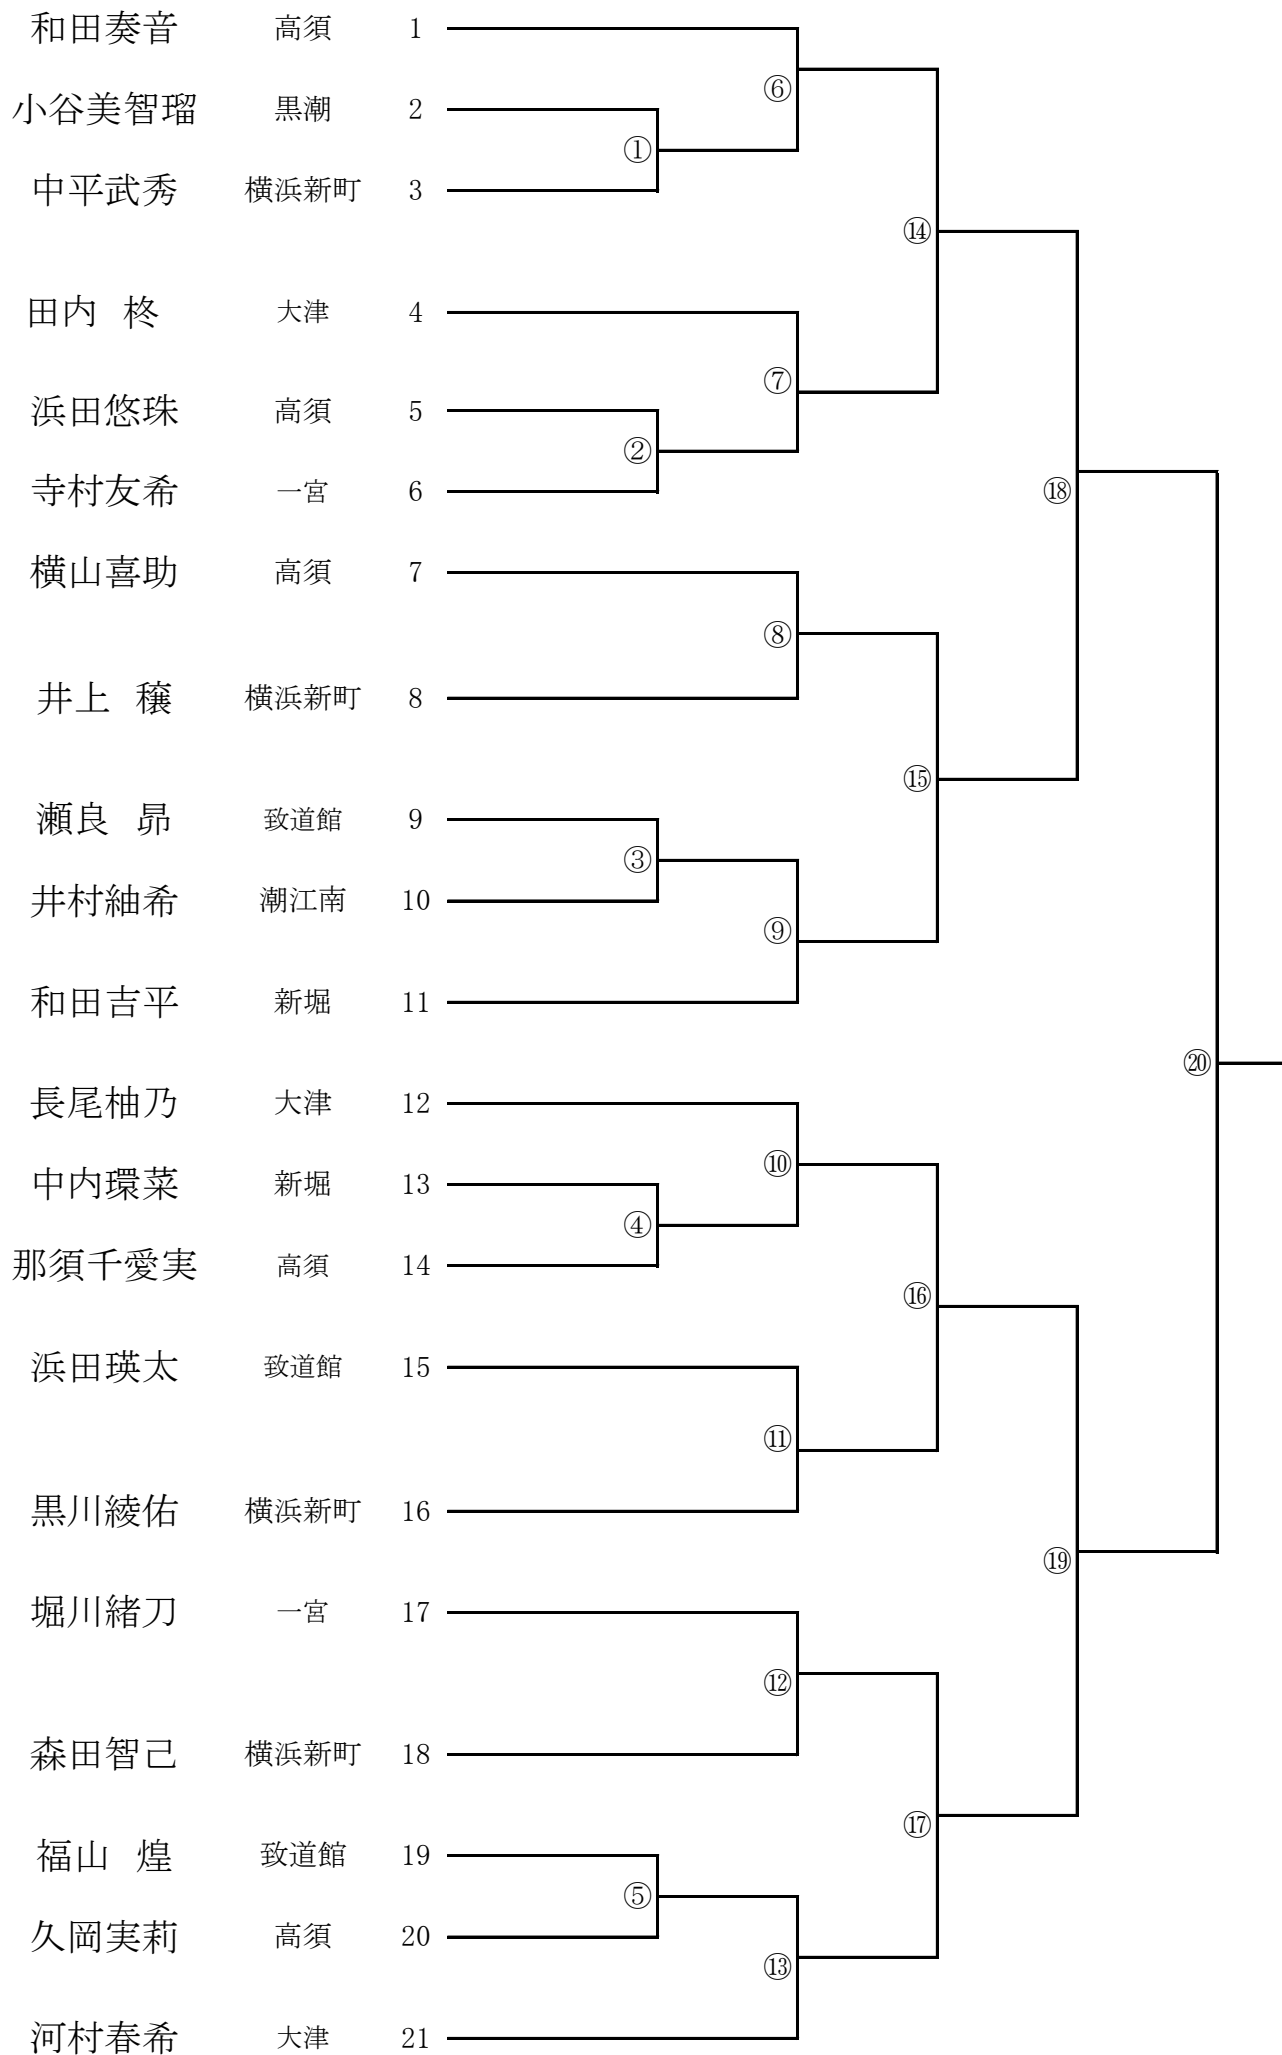 和田奏音 高須 1
⑥
小谷美智瑠 黒潮 2
①
中平武秀 横浜新町 3
⑭
田内 柊 大津 4
⑦
浜田悠珠 高須 5
②
寺村友希 一宮 6
⑱
横山喜助 高須 7
⑧
井上 穣 横浜新町 8
⑮
瀬良 昴 致道館 9
③
井村紬希 潮江南 10
⑨
和田吉平 新堀 11
⑳
長尾柚乃 大津 12
⑩
中内環菜 新堀 13
④
那須千愛実 高須 14
⑯
浜田瑛太 致道館 15
⑪
黒川綾佑 横浜新町 16
⑲
堀川緒刀 一宮 17
⑫
森田智己 横浜新町 18
⑰
福山 煌 致道館 19
⑤
久岡実莉 高須 20
⑬
河村春希 大津 21